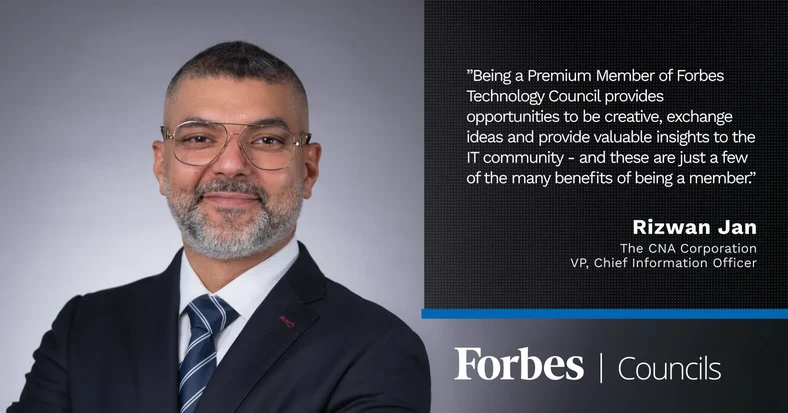 ”Being a Premium Member of Forbes
Technology Council provides
opportunities to be creative, exchange
ideas and provide valuable insights to the
IT community - and these are just a few
of the many benefits of being a member.”
Rizwan Jan
The CNA Corporation
VP, Chief Information Officer
Forbes | Councils